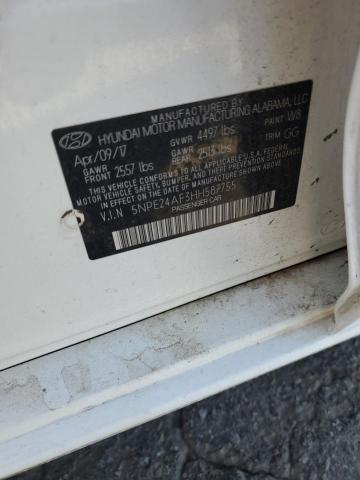 MANUFACTURED BY
HYUNDAI MOTOR MANUFACTURING ALABAMA, LLC
Apr/09/17 GVWR 4497 lbs PAINT W8
GAWR FRONT 2557 lbs GAWR REAR 2513 lbs TRIM GG
THIS VEHICLE CONFORMS TO ALL APPLICABLE U.S.A. FEDERAL
MOTOR VEHICLE SAFETY, BUMPER, AND THEFT PREVENTION STANDARDS
IN EFFECT ON THE DATE OF MANUFACTURE SHOWN ABOVE.
V.I.N 5NPE24AF3HH587755
PASSENGER CAR